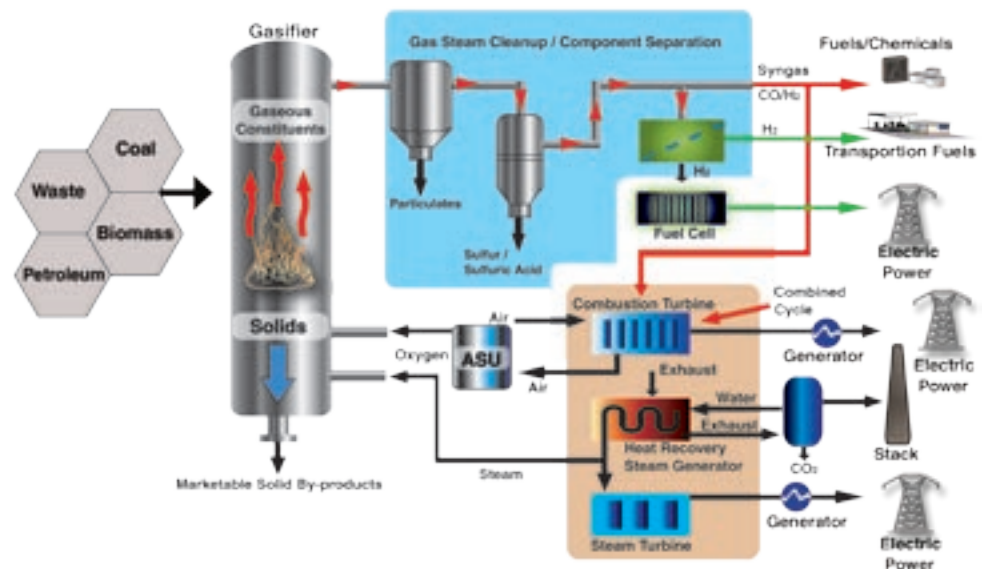 Gasifier
Gas Steam Cleanup / Component Separation
Fuels/Chemicals
Syngas
CO/H₂
Gaseous
Constituents
Coal
Waste
Biomass
Petroleum
Particulates
H₂
H₂
Transportion Fuels
Fuel Cell
Electric
Power
Sulfur /
Sulfuric Acid
Solids
Combustion Turbine
Combined
Cycle
Air
Oxygen
ASU
Air
Generator
Electric
Power
Exhaust
Water
Exhaust
Heat Recovery
Steam Generator
CO₂
Stack
Steam
Marketable Solid By-products
Steam Turbine
Generator
Electric
Power